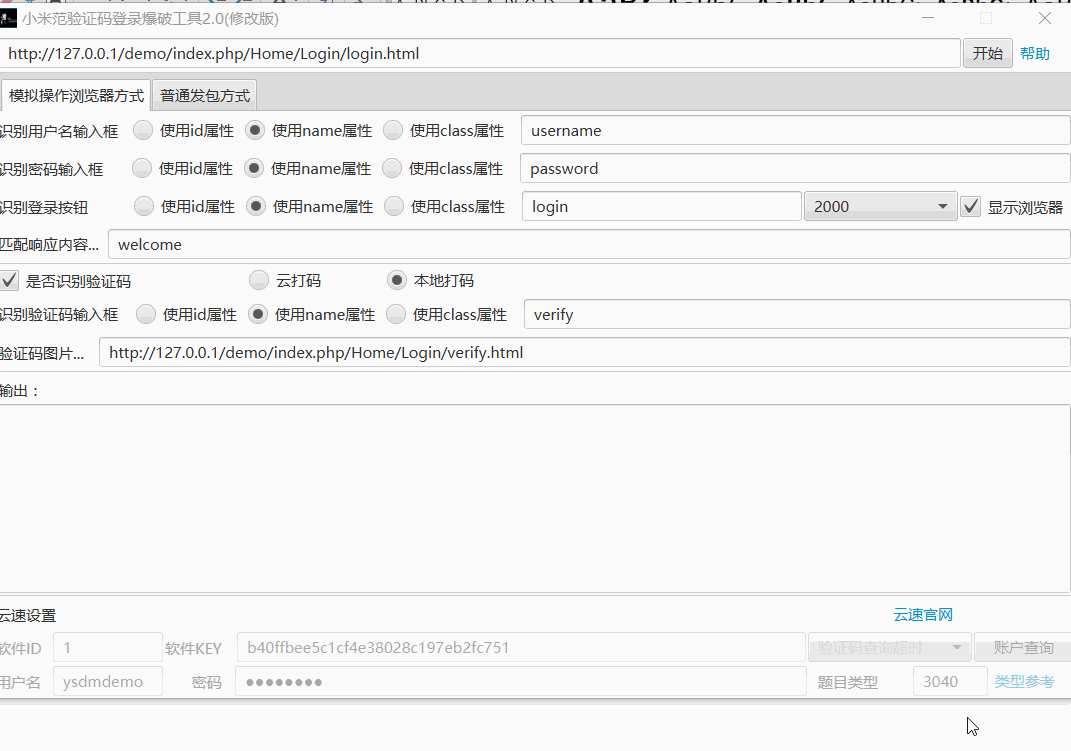 小米范验证码登录爆破工具2.0(修改版)
http://127.0.0.1/demo/index.php/Home/Login/login.html 开始 帮助
模拟操作浏览器方式 普通发包方式
识别用户名输入框 使用id属性 使用name属性 使用class属性 username
识别密码输入框 使用id属性 使用name属性 使用class属性 password
识别登录按钮 使用id属性 使用name属性 使用class属性 login 2000 显示浏览器
匹配响应内容... welcome
是否识别验证码 云打码 本地打码
识别验证码输入框 使用id属性 使用name属性 使用class属性 verify
验证码图片... http://127.0.0.1/demo/index.php/Home/Login/verify.html
输出：
云速设置 云速官网
软件ID 1 软件KEY b40ffbee5c1cf4e38028c197eb2fc751 验证码查询超时 账户查询
用户名 ysdmdemo 密码 ●●●●●●●● 题目类型 3040 类型参考